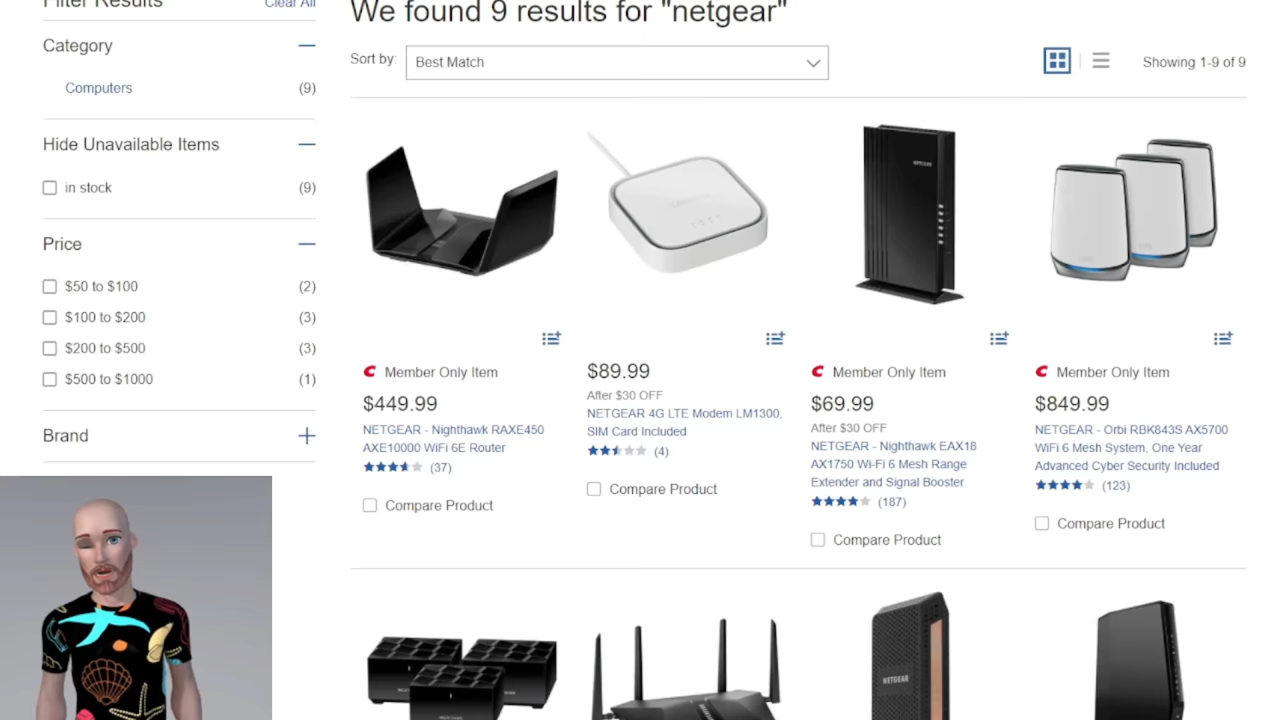 Filter Results
Clear All
Category
Computers (9)
Hide Unavailable Items
in stock (9)
Price
$50 to $100 (2)
$100 to $200 (3)
$200 to $500 (3)
$500 to $1000 (1)
Brand
We found 9 results for "netgear"
Sort by: Best Match
Showing 1-9 of 9
NETGEAR
Member Only Item
$449.99
NETGEAR - Nighthawk RAXE450
AXE10000 WiFi 6E Router
(37)
Compare Product
$89.99
After $30 OFF
NETGEAR 4G LTE Modem LM1300,
SIM Card Included
(4)
Compare Product
Member Only Item
$69.99
After $30 OFF
NETGEAR - Nighthawk EAX18
AX1750 Wi-Fi 6 Mesh Range
Extender and Signal Booster
(187)
Compare Product
Member Only Item
$849.99
NETGEAR - Orbi RBK843S AX5700
WiFi 6 Mesh System, One Year
Advanced Cyber Security Included
(123)
Compare Product
NETGEAR